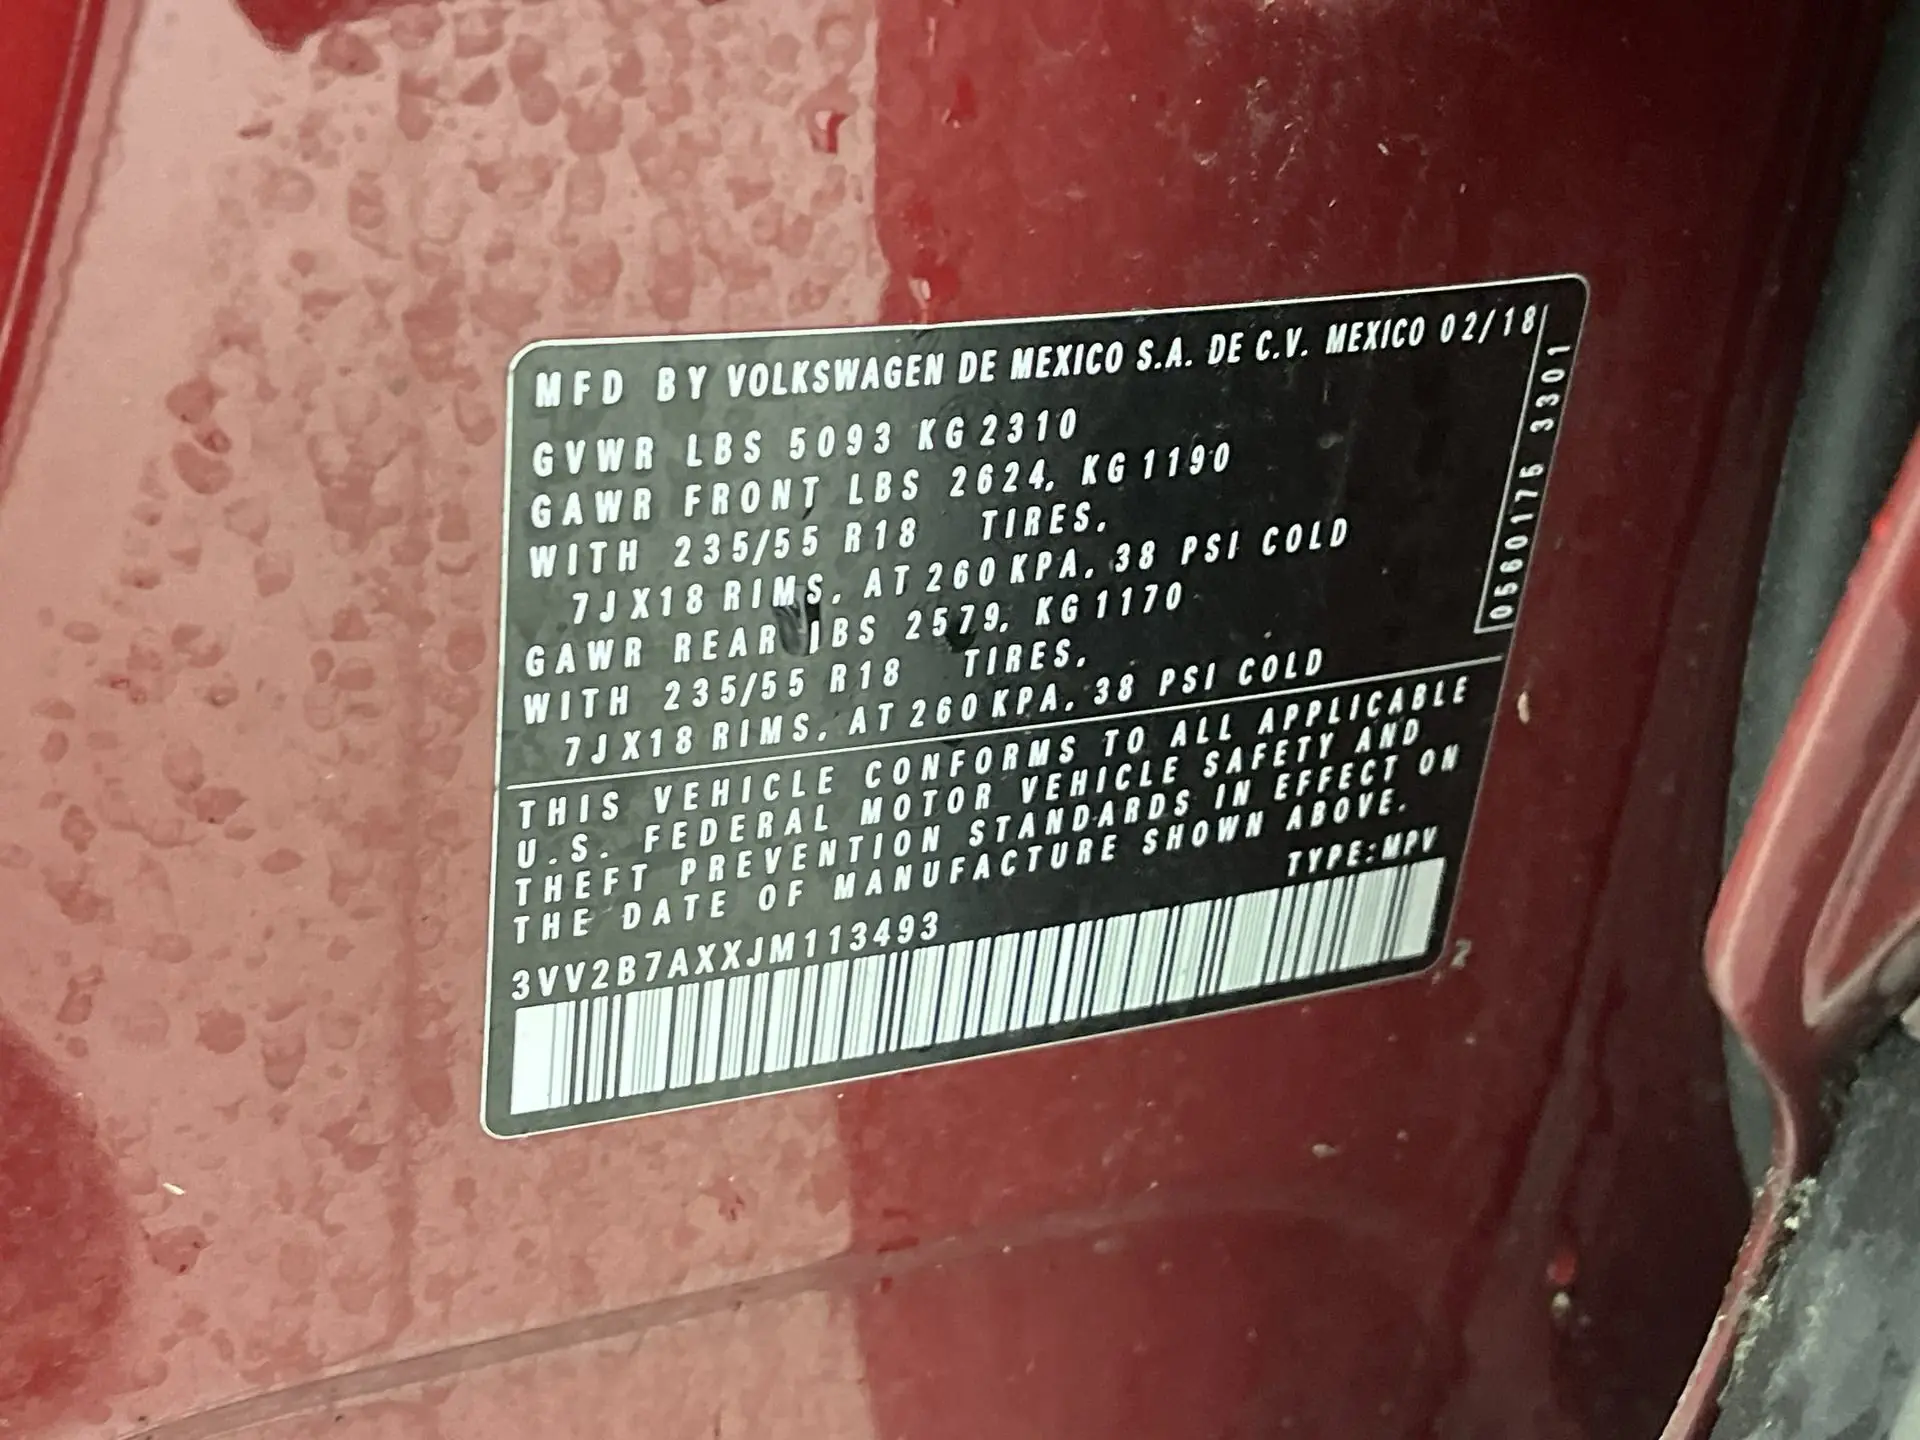 MFD BY VOLKSWAGEN DE MEXICO S.A. DE C.V. MEXICO 02/18
GVWR LBS 5093 KG 2310
GAWR FRONT LBS 2624, KG 1190
WITH 235/55 R18 TIRES,
7JX18 RIMS, AT 260 KPA, 38 PSI COLD
GAWR REAR LBS 2579, KG 1170
WITH 235/55 R18 TIRES,
7JX18 RIMS, AT 260 KPA, 38 PSI COLD
0560175 3301
THIS VEHICLE CONFORMS TO ALL APPLICABLE
U.S. FEDERAL MOTOR VEHICLE SAFETY AND
THEFT PREVENTION STANDARDS IN EFFECT ON
THE DATE OF MANUFACTURE SHOWN ABOVE.
TYPE:MPV
3VV2B7AXXJM113493